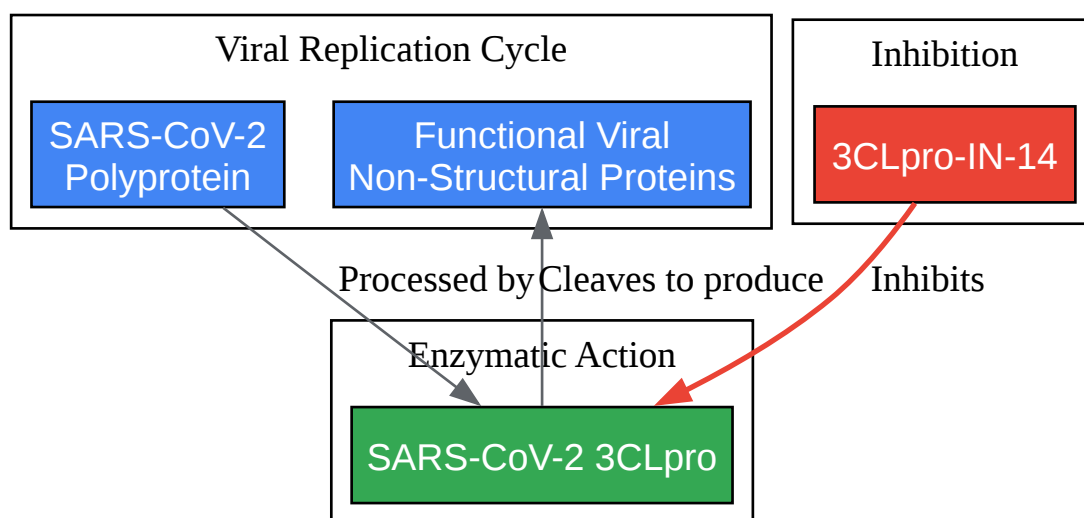 Viral Replication Cycle
Inhibition
SARS-CoV-2
Polyprotein
Functional Viral
Non-Structural Proteins
3CLpro-IN-14
Processed by
Cleaves to produce
Inhibits
Enzymatic Action
SARS-CoV-2 3CLpro